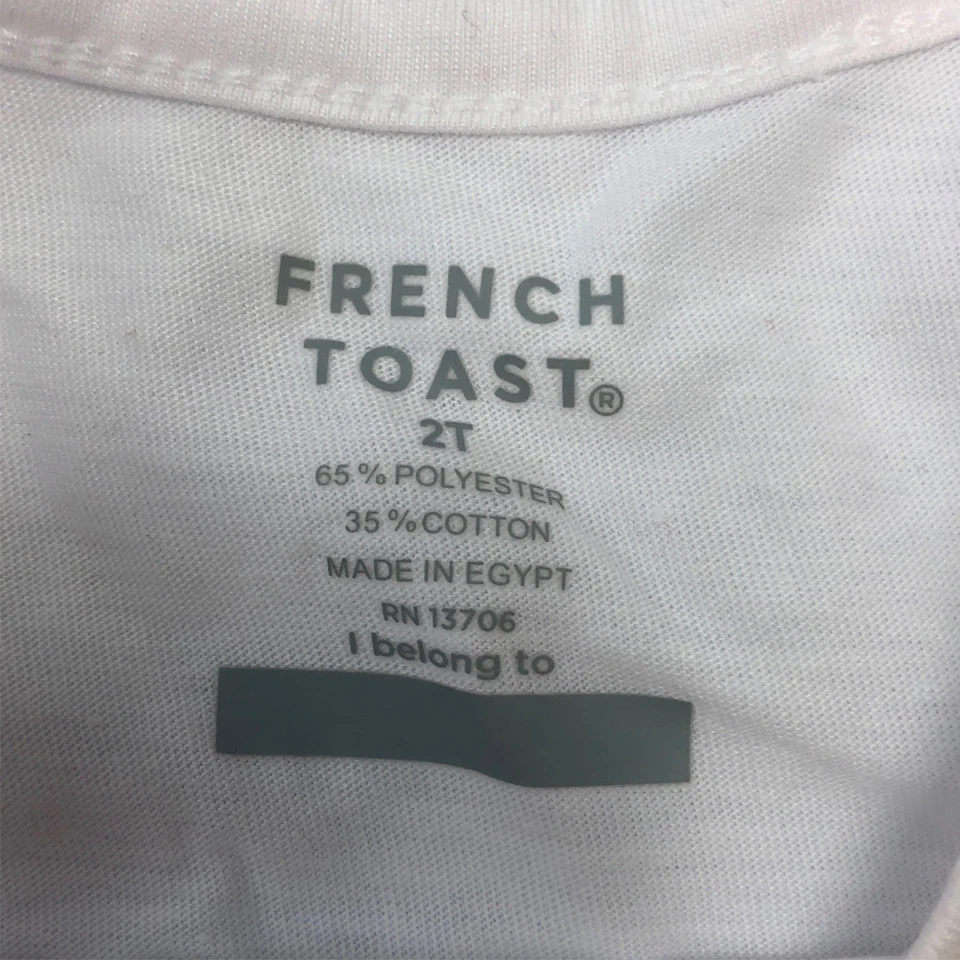 FRENCH
TOAST®
2T
65 % POLYESTER
35 % COTTON
MADE IN EGYPT
RN 13706
I belong to